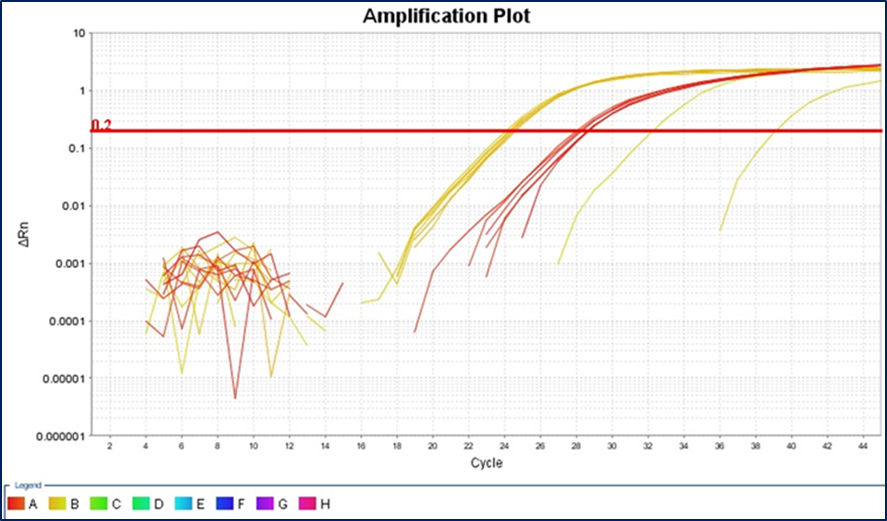 Amplification Plot
10
1
0.2
0.1
0.01
0.001
0.0001
0.00001
0.000001
ΔRn
2 4 6 8 10 12 14 16 18 20 22 24 26 28 30 32 34 36 38 40 42 44
Cycle
Legend
A B C D E F G H